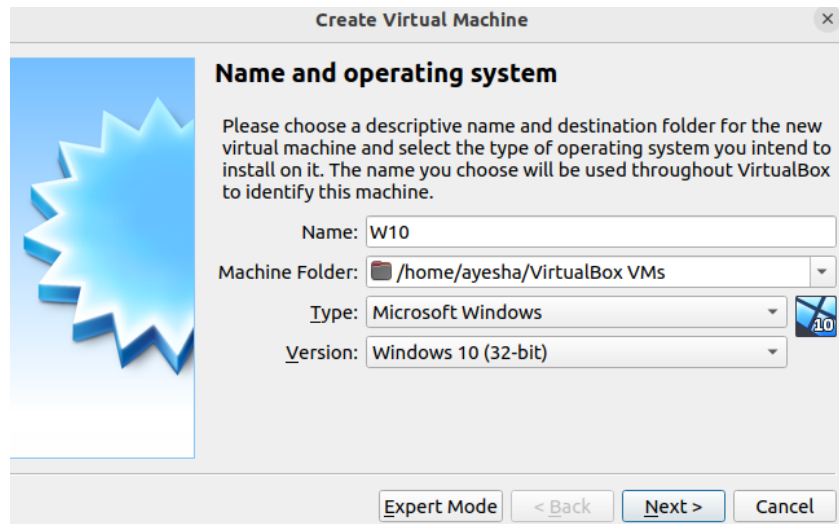 Create Virtual Machine
Name and operating system
Please choose a descriptive name and destination folder for the new
virtual machine and select the type of operating system you intend to
install on it. The name you choose will be used throughout VirtualBox
to identify this machine.
Name: W10
Machine Folder: /home/ayesha/VirtualBox VMs
Type: Microsoft Windows
10
Version: Windows 10 (32-bit)
Expert Mode < Back Next > Cancel